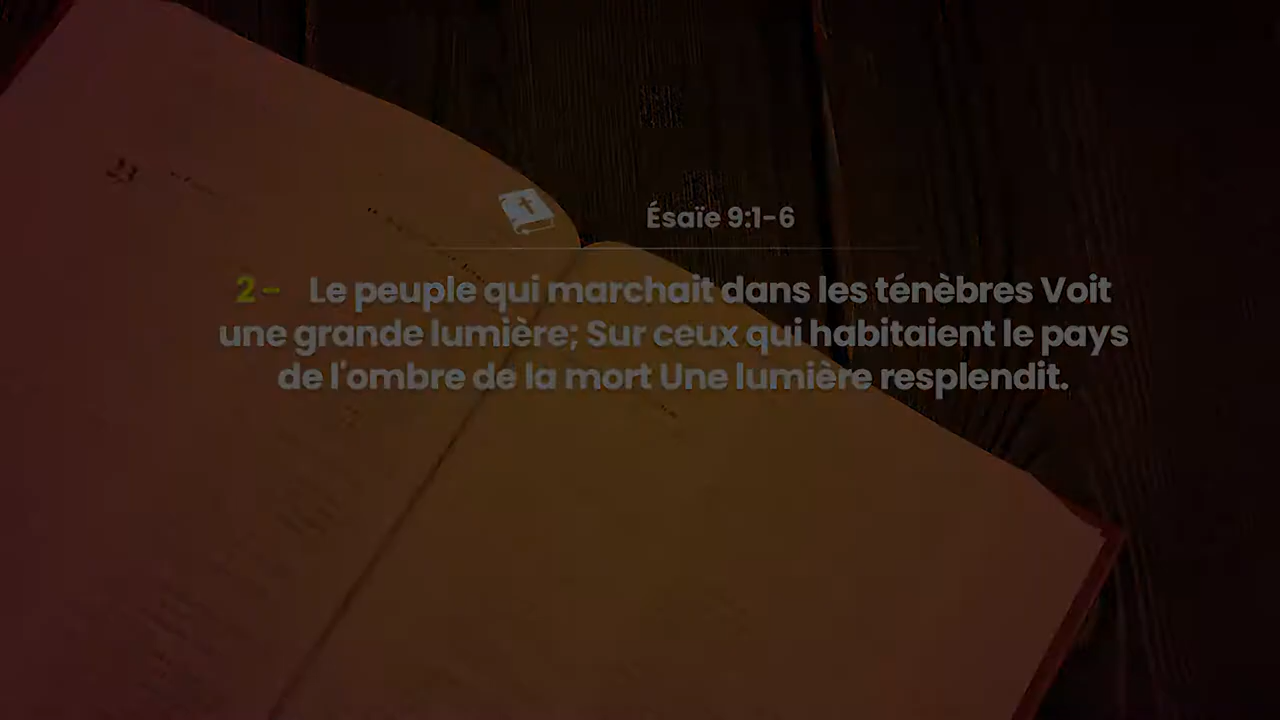 Ésaïe 9:1-6
2- Le peuple qui marchait dans les ténèbres Voit
une grande lumière; Sur ceux qui habitaient le pays
de l'ombre de la mort Une lumière resplendit.